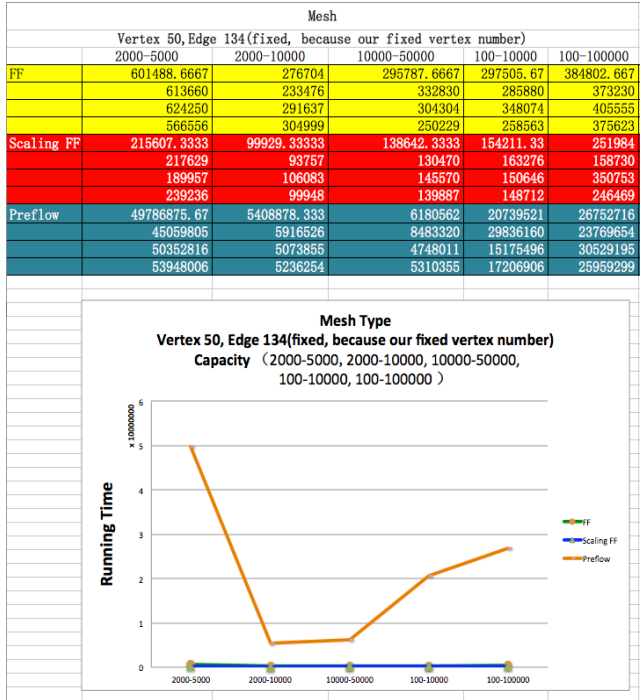 Mesh
Vertex 50,Edge 134(fixed, because our fixed vertex number)
2000-5000 2000-10000 10000-50000 100-10000 100-100000
FF 601488.6667 276704 295787.6667 297505.67 384802.667
613660 233476 332830 285880 373230
624250 291637 304304 348074 405555
566556 304999 250229 258563 375623
Scaling FF 215607.3333 99929.33333 138642.3333 154211.33 251984
217629 93757 130470 163276 158730
189957 106083 145570 150646 350753
239236 99948 139887 148712 246469
Preflow 49786875.67 5408878.333 6180562 20739521 26752716
45059805 5916526 8483320 29836160 23769654
50352816 5073855 4748011 15175496 30529195
53948006 5236254 5310355 17206906 25959299
Mesh Type
Vertex 50, Edge 134(fixed, because our fixed vertex number)
Capacity （2000-5000, 2000-10000, 10000-50000,
100-10000, 100-100000 ）
x 10000000
6
5
4
3
2
1
0
Running Time
2000-5000 2000-10000 10000-50000 100-10000 100-100000
FF
Scaling FF
Preflow